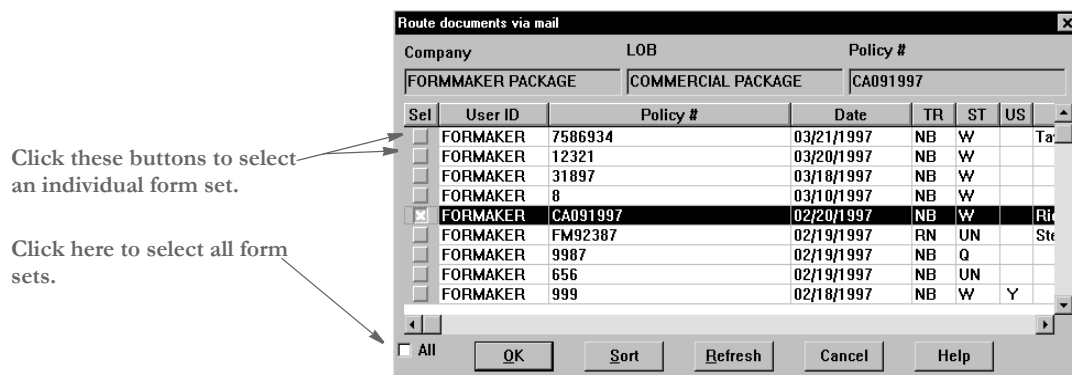 Route documents via mail
Company LOB Policy #
FORMMAKER PACKAGE COMMERCIAL PACKAGE CA091997
Sel User ID Policy # Date TR ST US
FORMAKER 7586934 03/21/1997 NB W Ta
FORMAKER 12321 03/20/1997 NB W
FORMAKER 31897 03/18/1997 NB W
FORMAKER 8 03/10/1997 NB W
FORMAKER CA091997 02/20/1997 NB W Ric
FORMAKER FM92387 02/19/1997 RN UN Ste
FORMAKER 9987 02/19/1997 NB Q
FORMAKER 656 02/19/1997 NB UN
FORMAKER 999 02/18/1997 NB W Y
All OK Sort Refresh Cancel Help
Click these buttons to select
an individual form set.
Click here to select all form
sets.